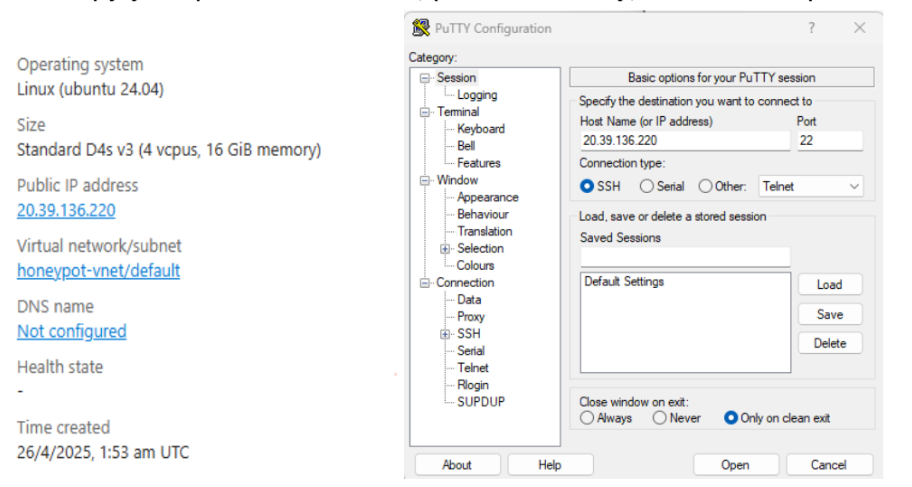 Operating system
Linux (ubuntu 24.04)
Size
Standard D4s v3 (4 vcpus, 16 GiB memory)
Public IP address
20.39.136.220
Virtual network/subnet
honeypot-vnet/default
DNS name
Not configured
Health state
-
Time created
26/4/2025, 1:53 am UTC
PuTTY Configuration
?
Category:
Session
Logging
Terminal
Keyboard
Bell
Features
Window
Appearance
Behaviour
Translation
Selection
Colours
Connection
Data
Proxy
SSH
Serial
Telnet
Rlogin
SUPDUP
Basic options for your PuTTY session
Specify the destination you want to connect to
Host Name (or IP address) Port
20.39.136.220 22
Connection type:
SSH Serial Other: Telnet
Load, save or delete a stored session
Saved Sessions
Default Settings
Load
Save
Delete
Close window on exit:
Always Never Only on clean exit
About Help Open Cancel